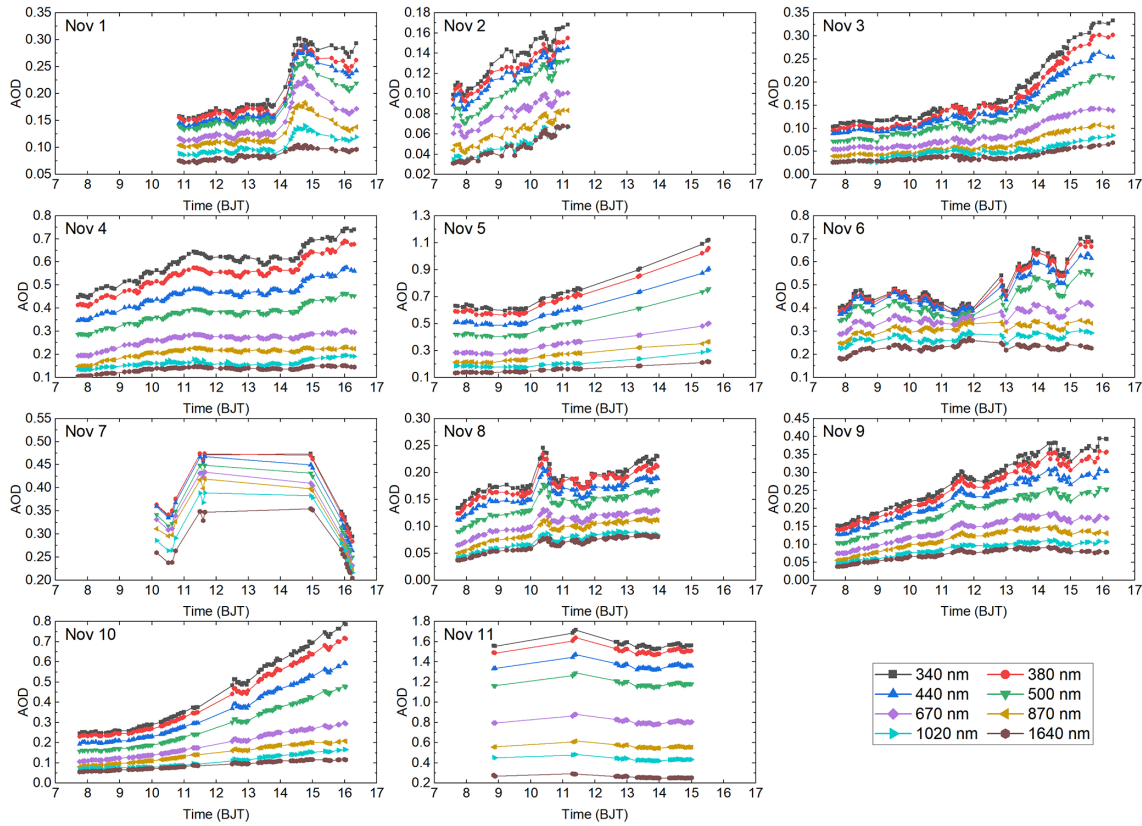 Nov 1
AOD
0.35
0.30
0.25
0.20
0.15
0.10
0.05
7 8 9 10 11 12 13 14 15 16 17
Time (BJT)
Nov 2
AOD
0.18
0.16
0.14
0.12
0.10
0.08
0.06
0.04
0.02
7 8 9 10 11 12 13 14 15 16 17
Time (BJT)
Nov 3
AOD
0.35
0.30
0.25
0.20
0.15
0.10
0.05
0.00
7 8 9 10 11 12 13 14 15 16 17
Time (BJT)
Nov 4
AOD
0.8
0.7
0.6
0.5
0.4
0.3
0.2
0.1
7 8 9 10 11 12 13 14 15 16 17
Time (BJT)
Nov 5
AOD
1.3
1.1
0.9
0.7
0.5
0.3
0.1
7 8 9 10 11 12 13 14 15 16 17
Time (BJT)
Nov 6
AOD
0.8
0.7
0.6
0.5
0.4
0.3
0.2
0.1
7 8 9 10 11 12 13 14 15 16 17
Time (BJT)
Nov 7
AOD
0.55
0.50
0.45
0.40
0.35
0.30
0.25
0.20
7 8 9 10 11 12 13 14 15 16 17
Time (BJT)
Nov 8
AOD
0.30
0.25
0.20
0.15
0.10
0.05
0.00
7 8 9 10 11 12 13 14 15 16 17
Time (BJT)
Nov 9
AOD
0.45
0.40
0.35
0.30
0.25
0.20
0.15
0.10
0.05
0.00
7 8 9 10 11 12 13 14 15 16 17
Time (BJT)
Nov 10
AOD
0.8
0.7
0.6
0.5
0.4
0.3
0.2
0.1
0.0
7 8 9 10 11 12 13 14 15 16 17
Time (BJT)
Nov 11
AOD
1.8
1.6
1.4
1.2
1.0
0.8
0.6
0.4
0.2
7 8 9 10 11 12 13 14 15 16 17
Time (BJT)
340 nm 380 nm
440 nm 500 nm
670 nm 870 nm
1020 nm 1640 nm